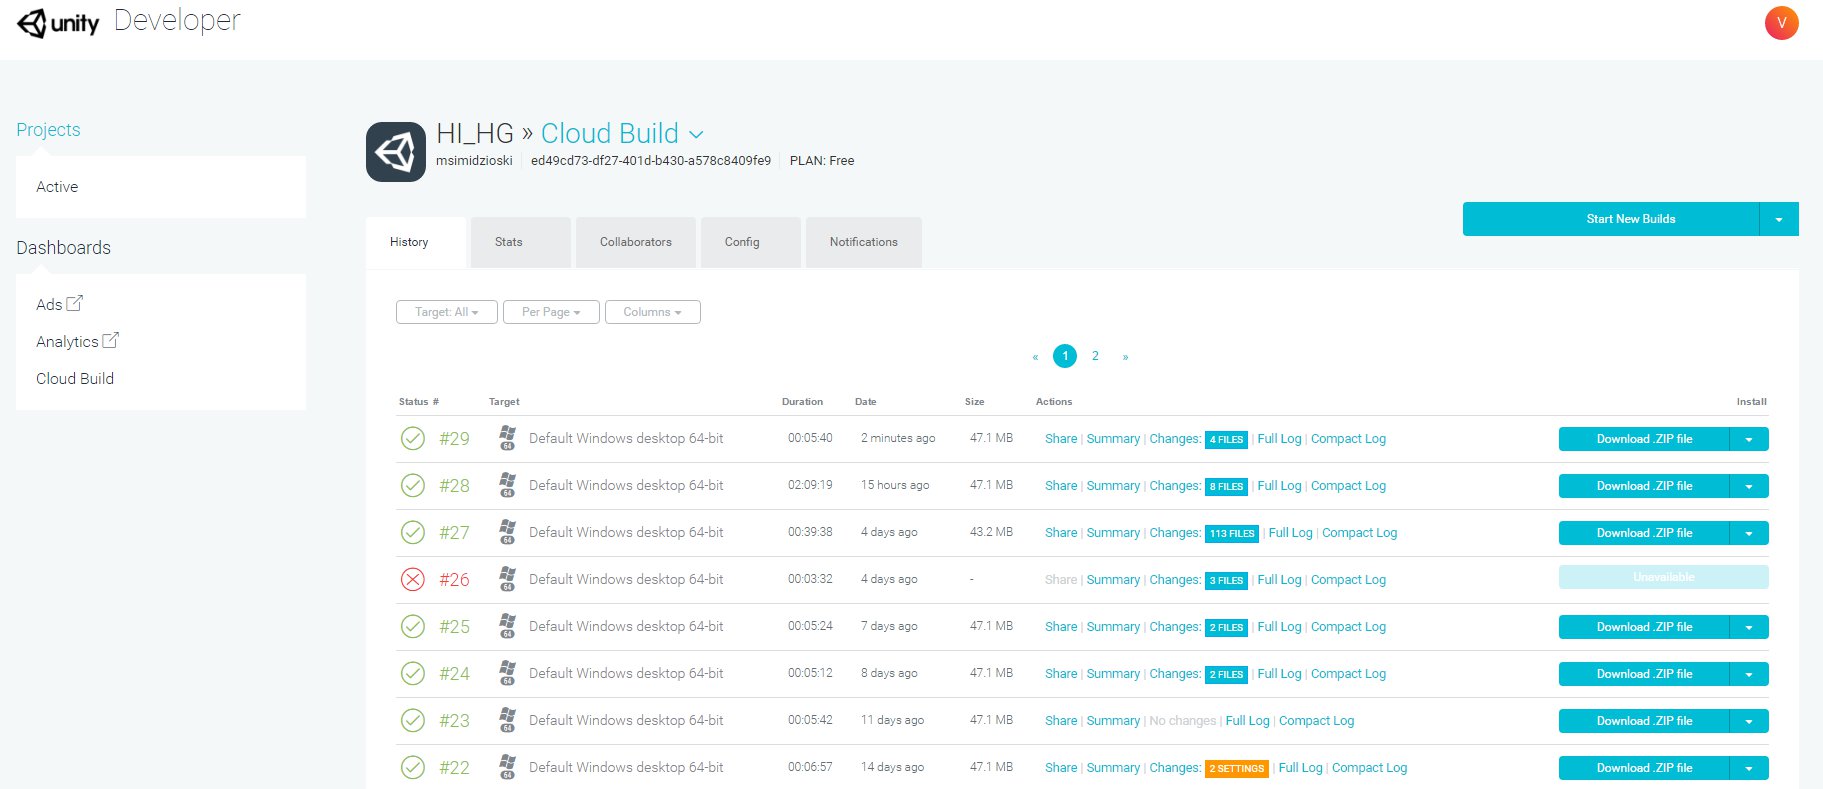 unity Developer
V
Projects
Active
Dashboards
Ads
Analytics
Cloud Build
HI_HG » Cloud Build
msimidzioski ed49cd73-df27-401d-b430-a578c8409fe9 PLAN: Free
Start New Builds
History Stats Collaborators Config Notifications
Target: All Per Page Columns
« 1 2 »
Status # Target Duration Date Size Actions Install
#29 64 Default Windows desktop 64-bit 00:05:40 2 minutes ago 47.1 MB Share | Summary | Changes: 4 FILES | Full Log | Compact Log Download .ZIP file
#28 64 Default Windows desktop 64-bit 02:09:19 15 hours ago 47.1 MB Share | Summary | Changes: 8 FILES | Full Log | Compact Log Download .ZIP file
#27 64 Default Windows desktop 64-bit 00:39:38 4 days ago 43.2 MB Share | Summary | Changes: 113 FILES | Full Log | Compact Log Download .ZIP file
#26 64 Default Windows desktop 64-bit 00:03:32 4 days ago - Share | Summary | Changes: 3 FILES | Full Log | Compact Log Unavailable
#25 64 Default Windows desktop 64-bit 00:05:24 7 days ago 47.1 MB Share | Summary | Changes: 2 FILES | Full Log | Compact Log Download .ZIP file
#24 64 Default Windows desktop 64-bit 00:05:12 8 days ago 47.1 MB Share | Summary | Changes: 2 FILES | Full Log | Compact Log Download .ZIP file
#23 64 Default Windows desktop 64-bit 00:05:42 11 days ago 47.1 MB Share | Summary | No changes | Full Log | Compact Log Download .ZIP file
#22 64 Default Windows desktop 64-bit 00:06:57 14 days ago 47.1 MB Share | Summary | Changes: 2 SETTINGS | Full Log | Compact Log Download .ZIP file